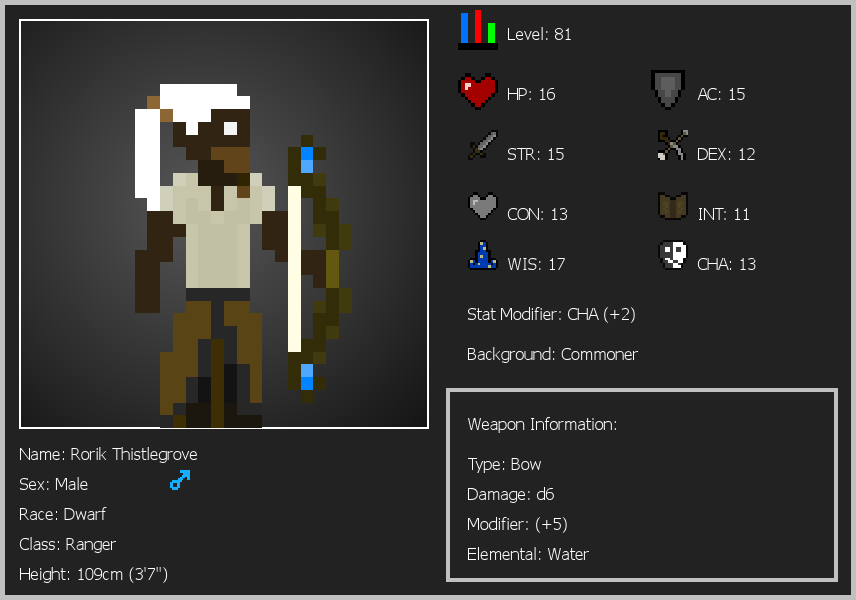 Level: 81
HP: 16
AC: 15
STR: 15
DEX: 12
CON: 13
INT: 11
WIS: 17
CHA: 13
Stat Modifier: CHA (+2)
Background: Commoner
Weapon Information:
Type: Bow
Damage: d6
Modifier: (+5)
Elemental: Water
Name: Rorik Thistlegrove
Sex: Male
Race: Dwarf
Class: Ranger
Height: 109cm (3'7")